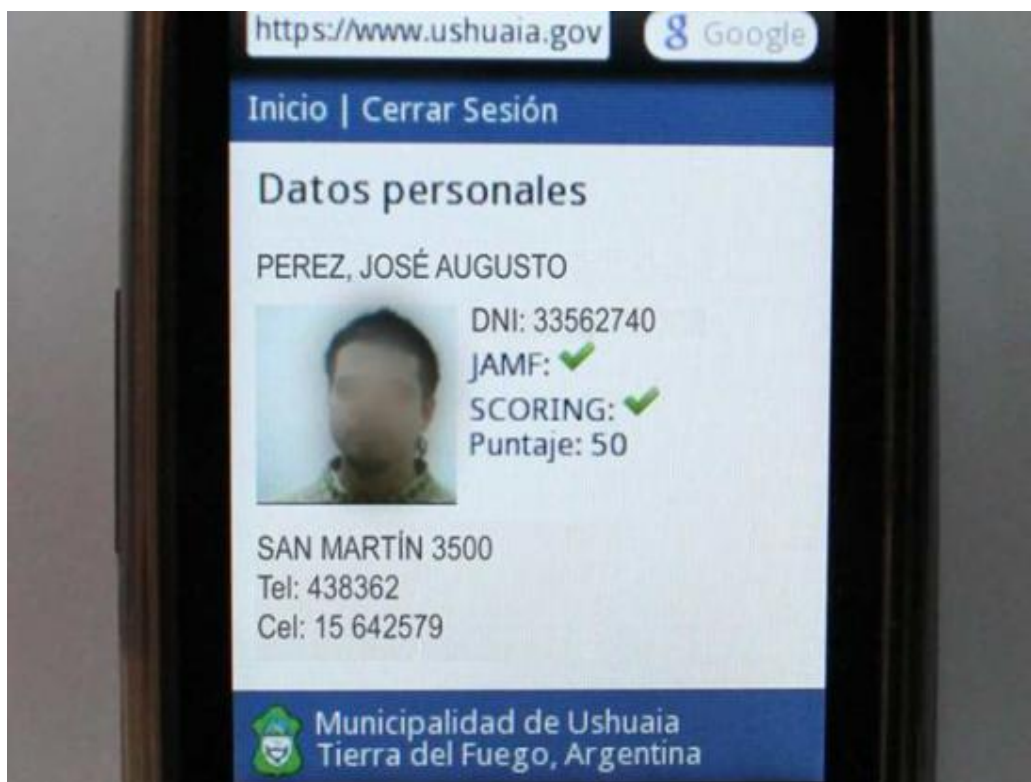 https://www.ushuaia.gov
Google
Inicio | Cerrar Sesión
Datos personales
PEREZ, JOSÉ AUGUSTO
DNI: 33562740
JAMF:
SCORING:
Puntaje: 50
SAN MARTÍN 3500
Tel: 438362
Cel: 15 642579
Municipalidad de Ushuaia
Tierra del Fuego, Argentina